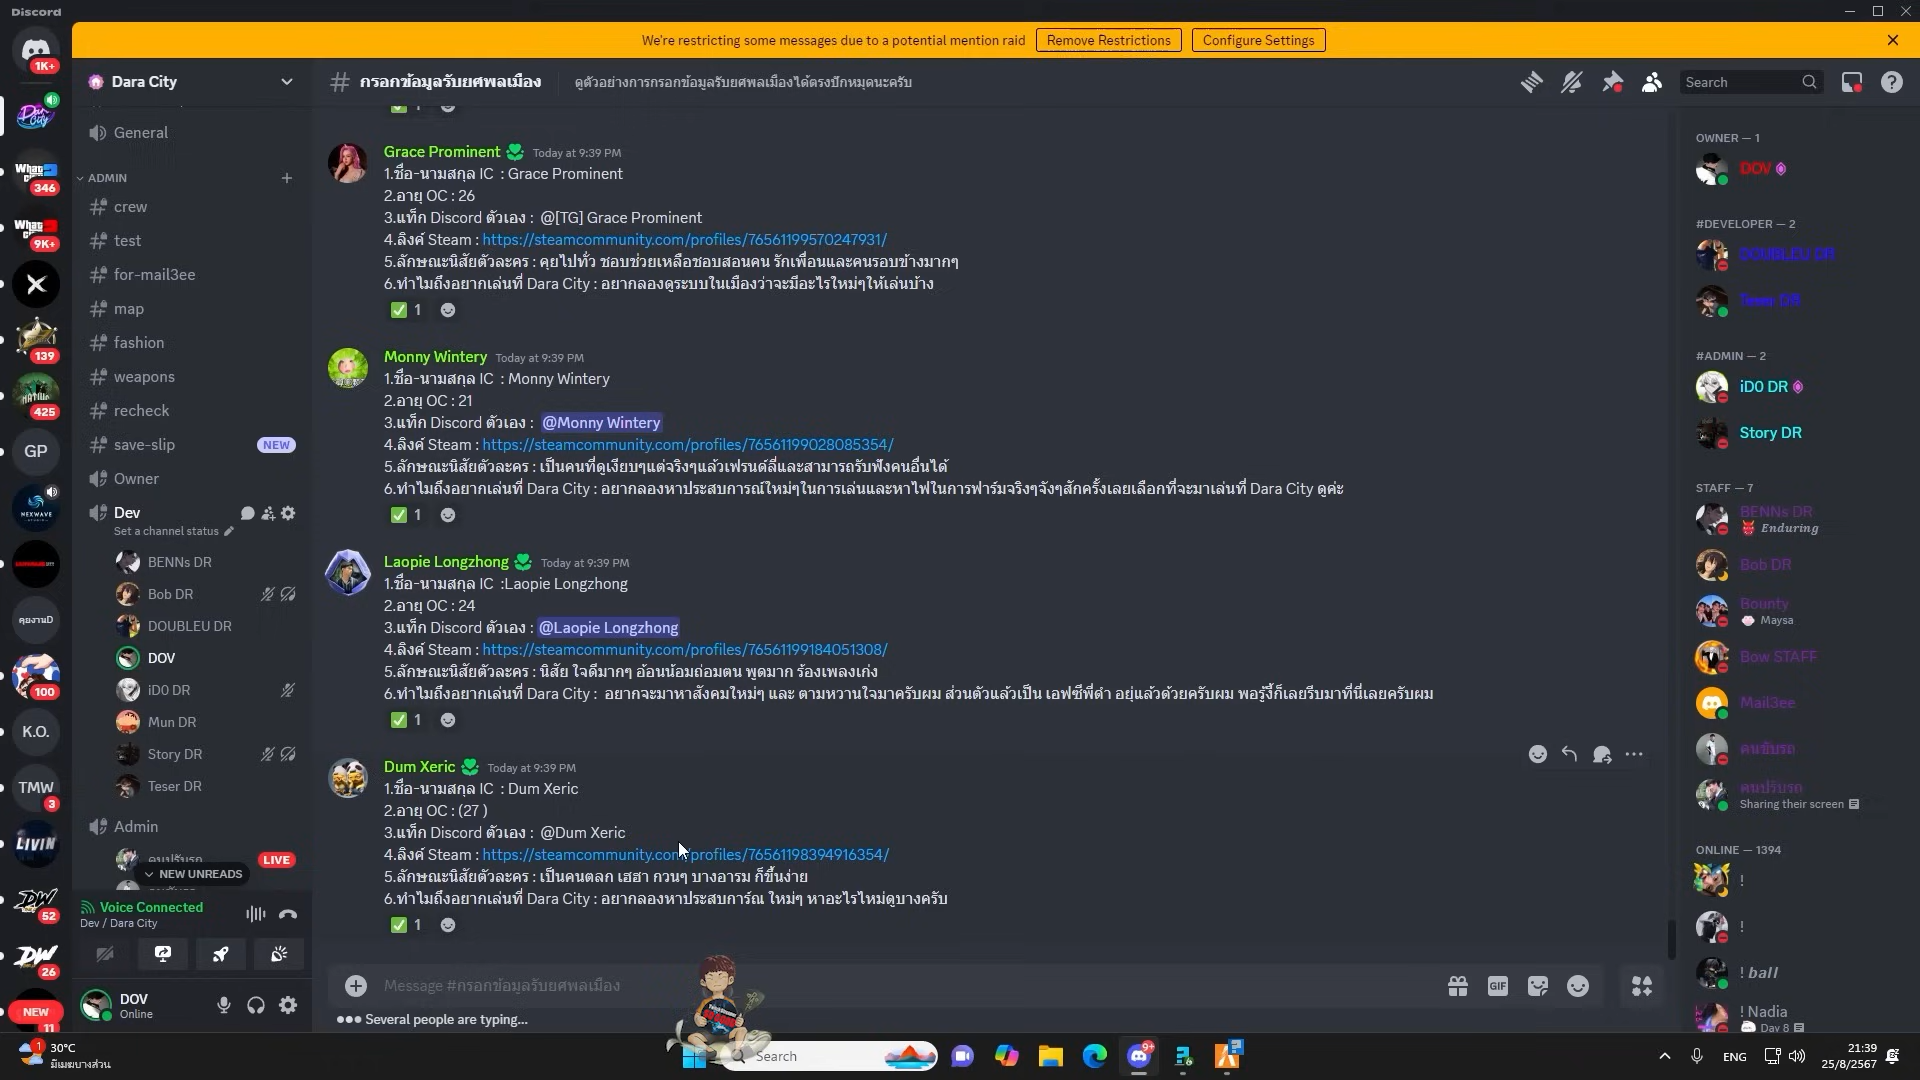 Discord
We're restricting some messages due to a potential mention raid
Remove Restrictions
Configure Settings
1K+
346
9K+
139
425
GP
คุยงานD
100
K.O.
TMW
3
LIVIN
52
26
NEW
11
Dara City
General
ADMIN
crew
test
for-mail3ee
map
fashion
weapons
recheck
save-slip NEW
Owner
Dev
Set a channel status
BENNs DR
Bob DR
DOUBLEU DR
DOV
iD0 DR
Mun DR
Story DR
Teser DR
Admin
คนปรับรถ LIVE
NEW UNREADS
Voice Connected
Dev / Dara City
DOV
Online
กรอกข้อมูลรับยศพลเมือง
ดูตัวอย่างการกรอกข้อมูลรับยศพลเมืองได้ตรงปักหมุดนะครับ
Search
Grace Prominent Today at 9:39 PM
1.ชื่อ-นามสกุล IC : Grace Prominent
2.อายุ OC : 26
3.แท็ก Discord ตัวเอง : @[TG] Grace Prominent
4.ลิงค์ Steam : https://steamcommunity.com/profiles/76561199570247931/
5.ลักษณะนิสัยตัวละคร : คุยไปทั่ว ชอบช่วยเหลือชอบสอนคน รักเพื่อนและคนรอบข้างมากๆ
6.ทำไมถึงอยากเล่นที่ Dara City : อยากลองดูระบบในเมืองว่าจะมีอะไรใหม่ๆให้เล่นบ้าง
1
Monny Wintery Today at 9:39 PM
1.ชื่อ-นามสกุล IC : Monny Wintery
2.อายุ OC : 21
3.แท็ก Discord ตัวเอง : @Monny Wintery
4.ลิงค์ Steam : https://steamcommunity.com/profiles/76561199028085354/
5.ลักษณะนิสัยตัวละคร : เป็นคนที่ดูเงียบๆแต่จริงๆแล้วเฟรนด์ลี่และสามารถรับฟังคนอื่นได้
6.ทำไมถึงอยากเล่นที่ Dara City : อยากลองหาประสบการณ์ใหม่ๆในการเล่นและหาไฟในการฟาร์มจริงๆจังๆสักครั้งเลยเลือกที่จะมาเล่นที่ Dara City ดูค่ะ
1
Laopie Longzhong Today at 9:39 PM
1.ชื่อ-นามสกุล IC :Laopie Longzhong
2.อายุ OC : 24
3.แท็ก Discord ตัวเอง : @Laopie Longzhong
4.ลิงค์ Steam : https://steamcommunity.com/profiles/76561199184051308/
5.ลักษณะนิสัยตัวละคร : นิสัย ใจดีมากๆ อ้อนน้อมถ่อมตน พูดมาก ร้องเพลงเก่ง
6.ทำไมถึงอยากเล่นที่ Dara City : อยากจะมาหาสังคมใหม่ๆ และ ตามหวานใจมาครับผม ส่วนตัวแล้วเป็น เอฟซีพี่ดำ อยุ่แล้วด้วยครับผม พอรู้งี้ก็เลยรีบมาที่นี่เลยครับผม
1
Dum Xeric Today at 9:39 PM
1.ชื่อ-นามสกุล IC : Dum Xeric
2.อายุ OC : (27 )
3.แท็ก Discord ตัวเอง : @Dum Xeric
4.ลิงค์ Steam : https://steamcommunity.com/profiles/76561198394916354/
5.ลักษณะนิสัยตัวละคร : เป็นคนตลก เฮฮา กวนๆ บางอารม ก็ขึ้นง่าย
6.ทำไมถึงอยากเล่นที่ Dara City : อยากลองหาประสบการ์ณ ใหม่ๆ หาอะไรไหม่ดูบางครับ
1
Message #กรอกข้อมูลรับยศพลเมือง
GIF
Several people are typing...
OWNER — 1
DOV
#DEVELOPER — 2
DOUBLEU DR
Teser DR
#ADMIN — 2
iD0 DR
Story DR
STAFF — 7
BENNs DR
Enduring
Bob DR
Bounty
Maysa
Bow STAFF
Mail3ee
คนขับรถ
คนปรับรถ
Sharing their screen
ONLINE — 1394
!
!
! ball
! Nadia
Day 8
1
30°C
มีเมฆบางส่วน
Search
9+
ENG
21:39
25/8/2567